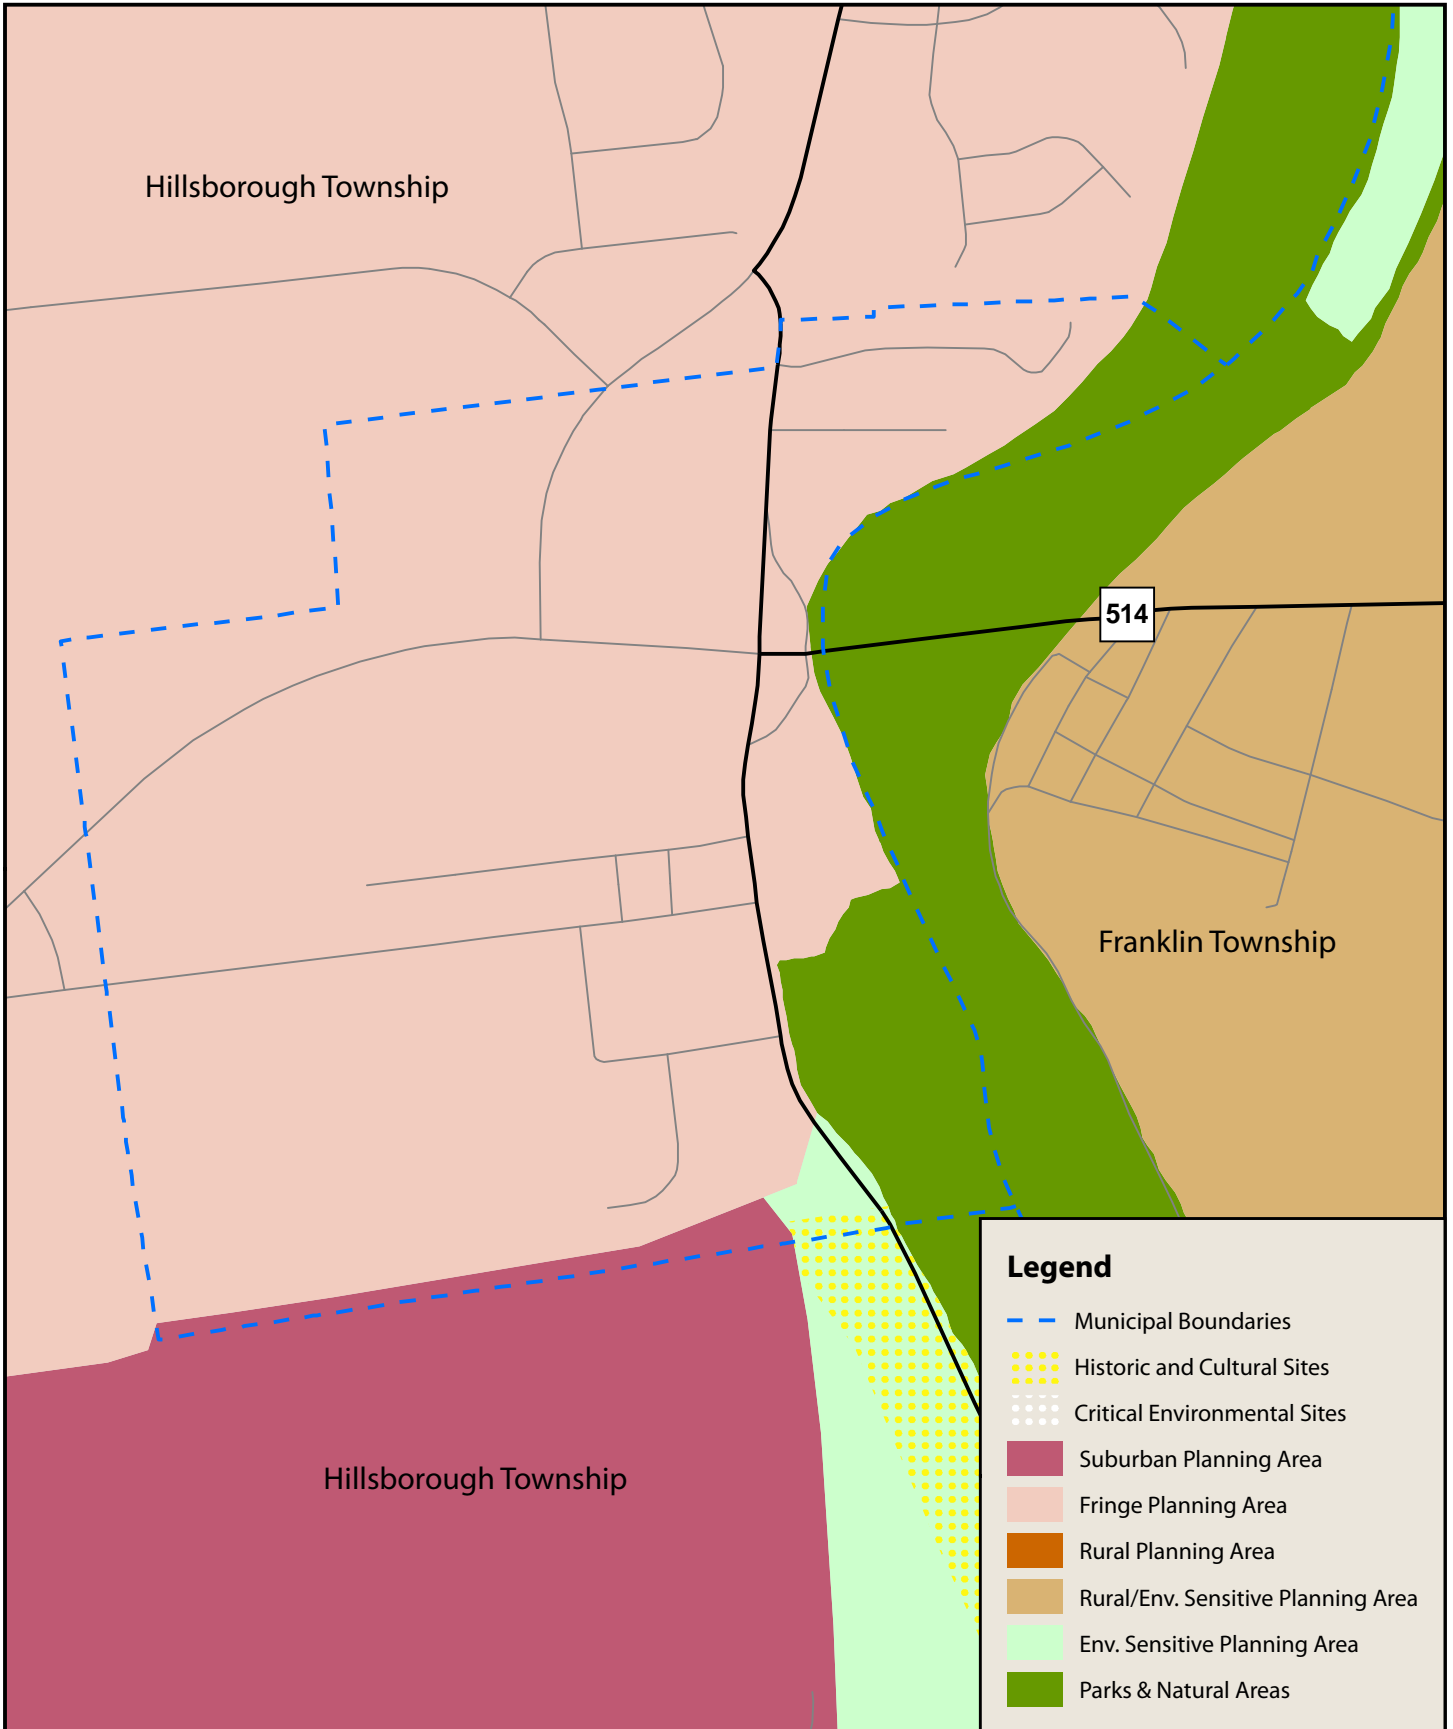 Hillsborough Township
514
Franklin Township
Hillsborough Township
Legend
Municipal Boundaries
Historic and Cultural Sites
Critical Environmental Sites
Suburban Planning Area
Fringe Planning Area
Rural Planning Area
Rural/Env. Sensitive Planning Area
Env. Sensitive Planning Area
Parks & Natural Areas